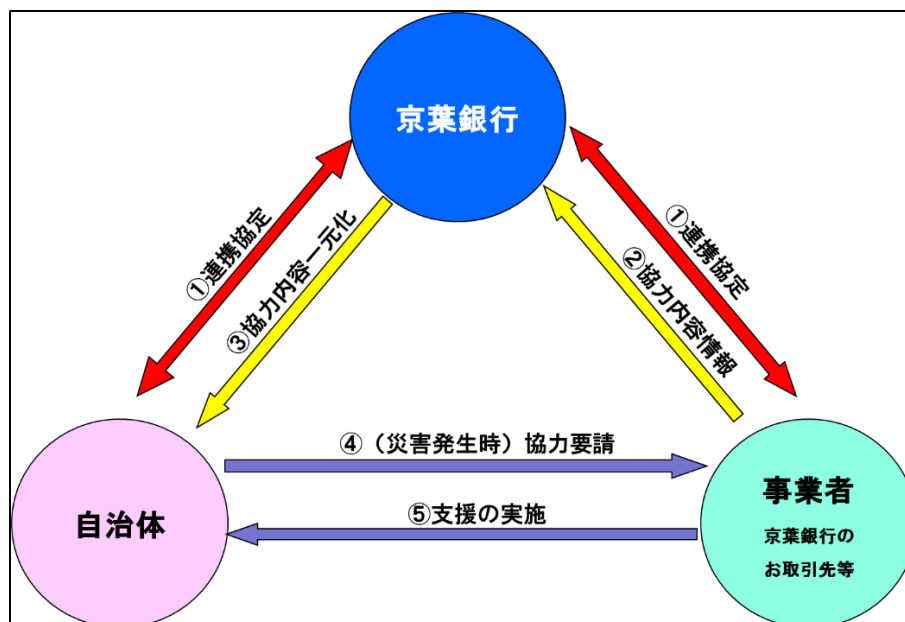 京葉銀行
①連携協定
③協力内容一元化
①連携協定
②協力内容情報
④（災害発生時）協力要請
⑤支援の実施
自治体
事業者
京葉銀行の
お取引先等